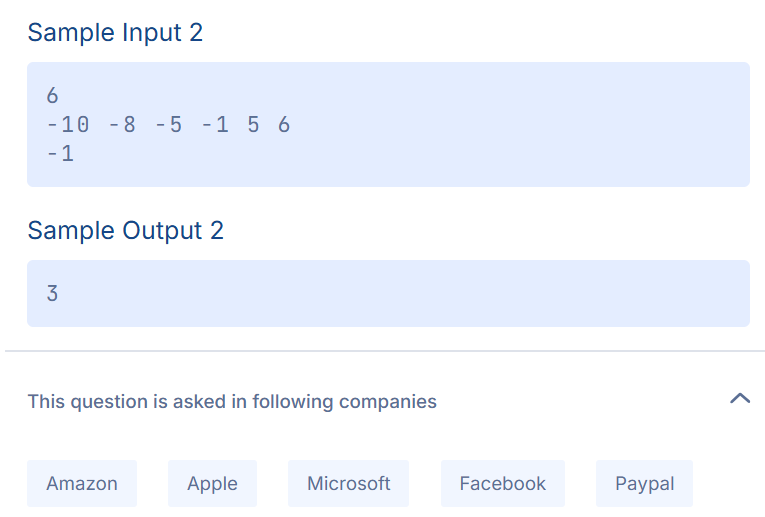 Sample Input 2
6
-10 -8 -5 -1 5 6
-1
Sample Output 2
3
This question is asked in following companies
Amazon Apple Microsoft Facebook Paypal